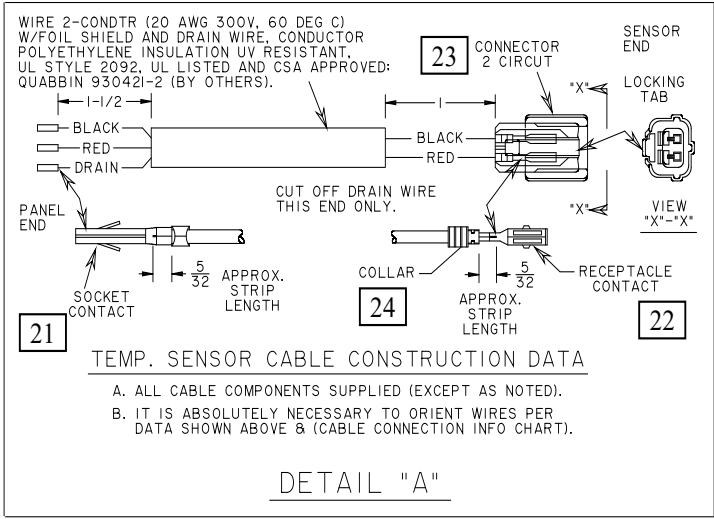 WIRE 2-CONDTR (20 AWG 300V, 60 DEG C)
W/FOIL SHIELD AND DRAIN WIRE, CONDUCTOR
POLYETHYLENE INSULATION UV RESISTANT,
UL STYLE 2092, UL LISTED AND CSA APPROVED:
QUABBIN 930421-2 (BY OTHERS).
23
CONNECTOR
2 CIRCUT
SENSOR
END
"X"
LOCKING
TAB
1-1/2
1
BLACK
RED
DRAIN
BLACK
RED
CUT OFF DRAIN WIRE
THIS END ONLY.
"X"
VIEW
"X"-"X"
PANEL
END
SOCKET
CONTACT
5
32
APPROX.
STRIP
LENGTH
COLLAR
5
32
APPROX.
STRIP
LENGTH
RECEPTACLE
CONTACT
21
24
22
TEMP. SENSOR CABLE CONSTRUCTION DATA
A. ALL CABLE COMPONENTS SUPPLIED (EXCEPT AS NOTED).
B. IT IS ABSOLUTELY NECESSARY TO ORIENT WIRES PER
DATA SHOWN ABOVE & (CABLE CONNECTION INFO CHART).
DETAIL "A"